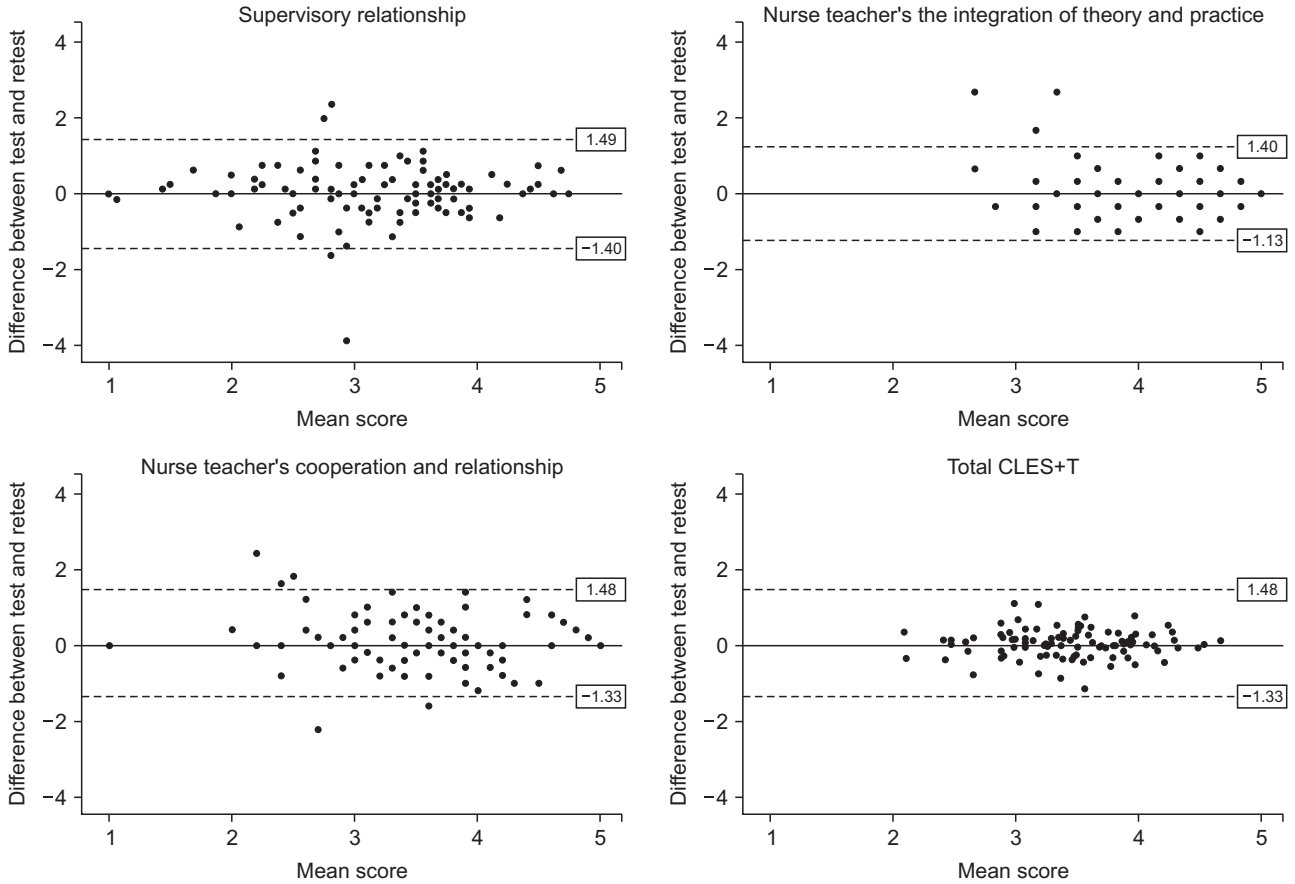 Supervisory relationship
Difference between test and retest
4
2
0
−2
−4
1.49
−1.40
1 2 3 4 5
Mean score
Nurse teacher's the integration of theory and practice
Difference between test and retest
4
2
0
−2
−4
1.40
−1.13
1 2 3 4 5
Mean score
Nurse teacher's cooperation and relationship
Difference between test and retest
4
2
0
−2
−4
1.48
−1.33
1 2 3 4 5
Mean score
Total CLES+T
Difference between test and retest
4
2
0
−2
−4
1.48
−1.33
1 2 3 4 5
Mean score